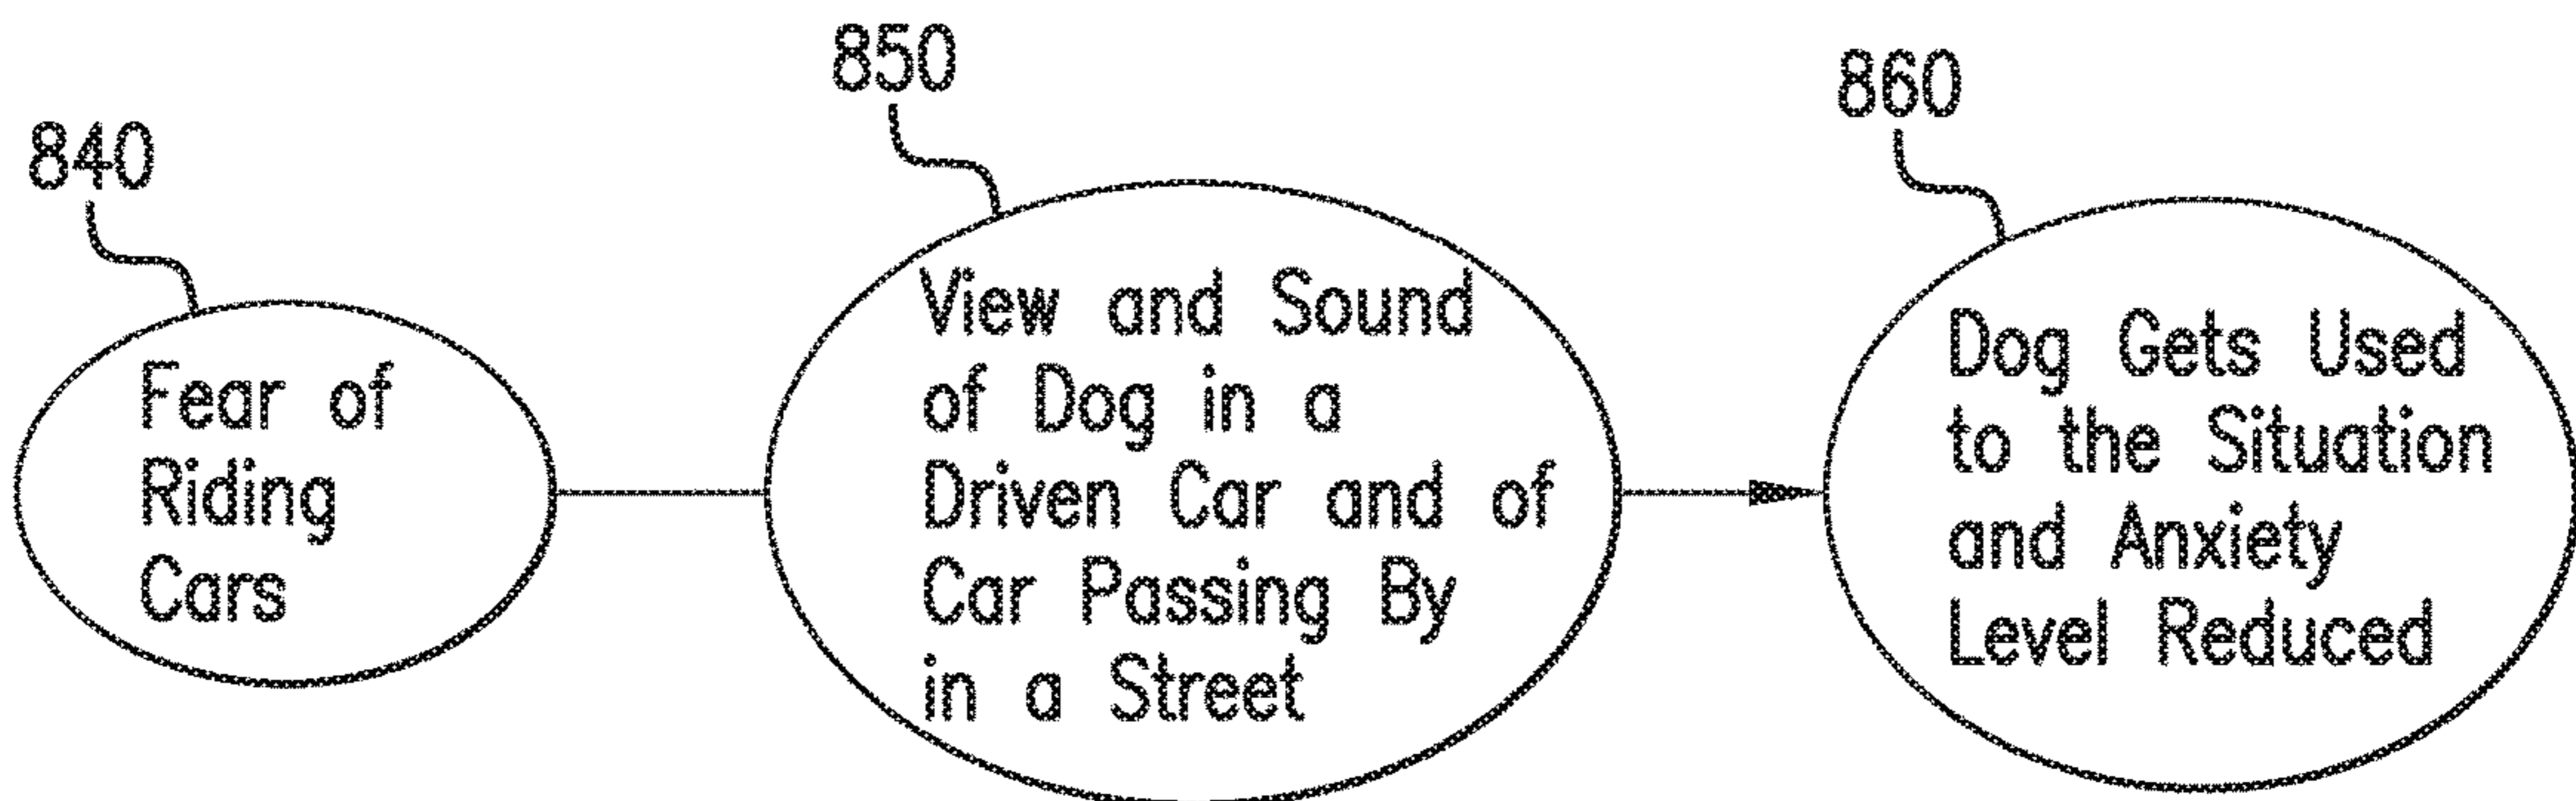 840
Fear of
Riding
Cars
850
View and Sound
of Dog in a
Driven Car and of
Car Passing By
in a Street
860
Dog Gets Used
to the Situation
and Anxiety
Level Reduced